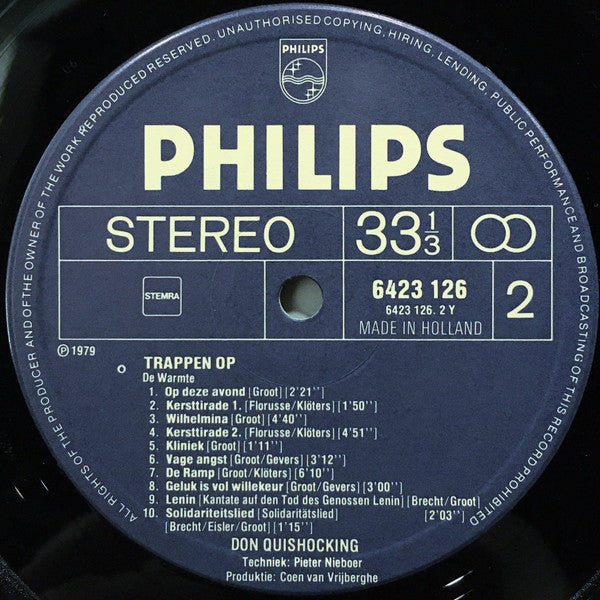 ALL RIGHTS OF THE PRODUCER AND OF THE OWNER OF THE WORK REPRODUCED RESERVED. UNAUTHORISED COPYING, HIRING, LENDING, PUBLIC PERFORMANCE AND BROADCASTING OF THIS RECORD PROHIBITED
PHILIPS
PHILIPS
STEREO 33 1/3
STEMRA 6423 126 2
6423 126. 2 Y
MADE IN HOLLAND
℗ 1979
TRAPPEN OP
De Warmte
1. Op deze avond [Groot] [2'21'']
2. Kersttirade 1. [Florusse/Klöters] [1'50'']
3. Wilhelmina [Groot] [4'40'']
4. Kersttirade 2. [Florusse/Klöters] [4'51'']
5. Kliniek [Groot] [1'11'']
6. Vage angst [Groot/Gevers] [3'12'']
7. De Ramp [Groot/Klöters] [6'10'']
8. Geluk is vol willekeur [Groot/Gevers] [3'00'']
9. Lenin [Kantate auf den Tod des Genossen Lenin] [Brecht/Groot]
10. Solidariteitslied [Solidaritätslied] [2'03'']
[Brecht/Eisler/Groot] [1'15'']
DON QUISHOCKING
Techniek: Pieter Nieboer
Produktie: Coen van Vrijberghe